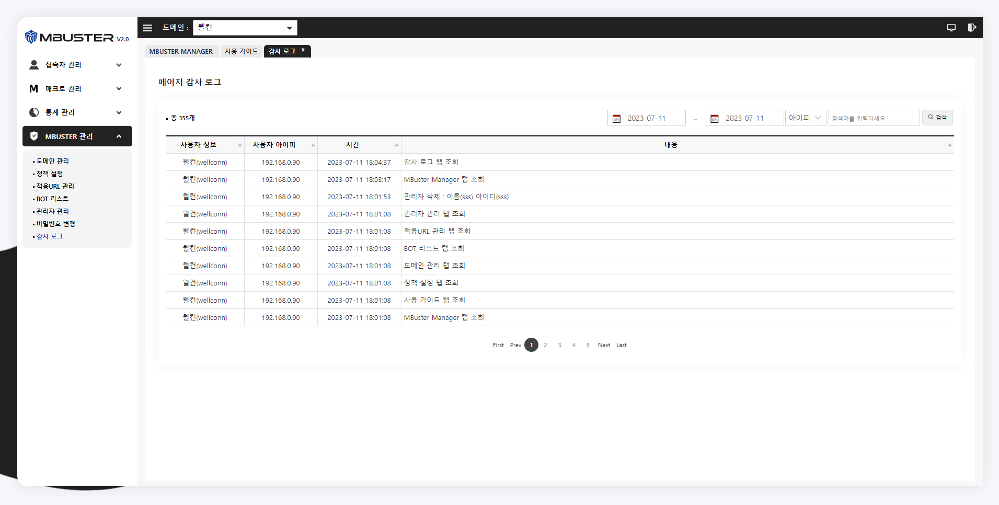 MBUSTER V2.0
도메인 : 웰컨
접속자 관리
매크로 관리
통계 관리
MBUSTER 관리
도메인 관리
정책 설정
적용URL 관리
BOT 리스트
관리자 관리
비밀번호 변경
감사 로그
MBUSTER MANAGER 사용 가이드 감사 로그 x
페이지 감사 로그
총 355개
2023-07-11 ~ 2023-07-11 아이피 검색어를 입력하세요 검색
사용자 정보 사용자 아이피 시간 내용
웰컨(wellconn) 192.168.0.90 2023-07-11 18:04:37 감사 로그 탭 조회
웰컨(wellconn) 192.168.0.90 2023-07-11 18:03:17 MBuster Manager 탭 조회
웰컨(wellconn) 192.168.0.90 2023-07-11 18:01:53 관리자 삭제 : 이름(sss) 아이디(sss)
웰컨(wellconn) 192.168.0.90 2023-07-11 18:01:08 관리자 관리 탭 조회
웰컨(wellconn) 192.168.0.90 2023-07-11 18:01:08 적용URL 관리 탭 조회
웰컨(wellconn) 192.168.0.90 2023-07-11 18:01:08 BOT 리스트 탭 조회
웰컨(wellconn) 192.168.0.90 2023-07-11 18:01:08 도메인 관리 탭 조회
웰컨(wellconn) 192.168.0.90 2023-07-11 18:01:08 정책 설정 탭 조회
웰컨(wellconn) 192.168.0.90 2023-07-11 18:01:08 사용 가이드 탭 조회
웰컨(wellconn) 192.168.0.90 2023-07-11 18:01:08 MBuster Manager 탭 조회
First Prev 1 2 3 4 5 Next Last